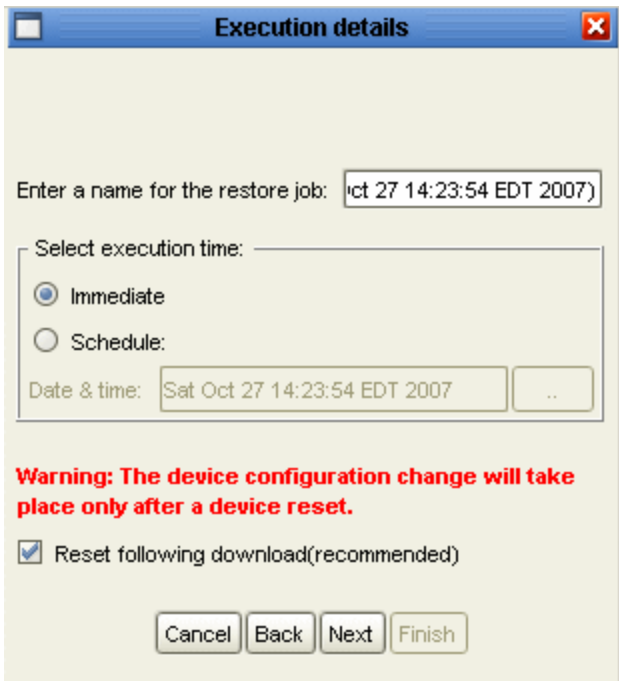 Execution details
Enter a name for the restore job: ct 27 14:23:54 EDT 2007)
Select execution time:
Immediate
Schedule:
Date & time: Sat Oct 27 14:23:54 EDT 2007 ..
Warning: The device configuration change will take
place only after a device reset.
Reset following download(recommended)
Cancel Back Next Finish